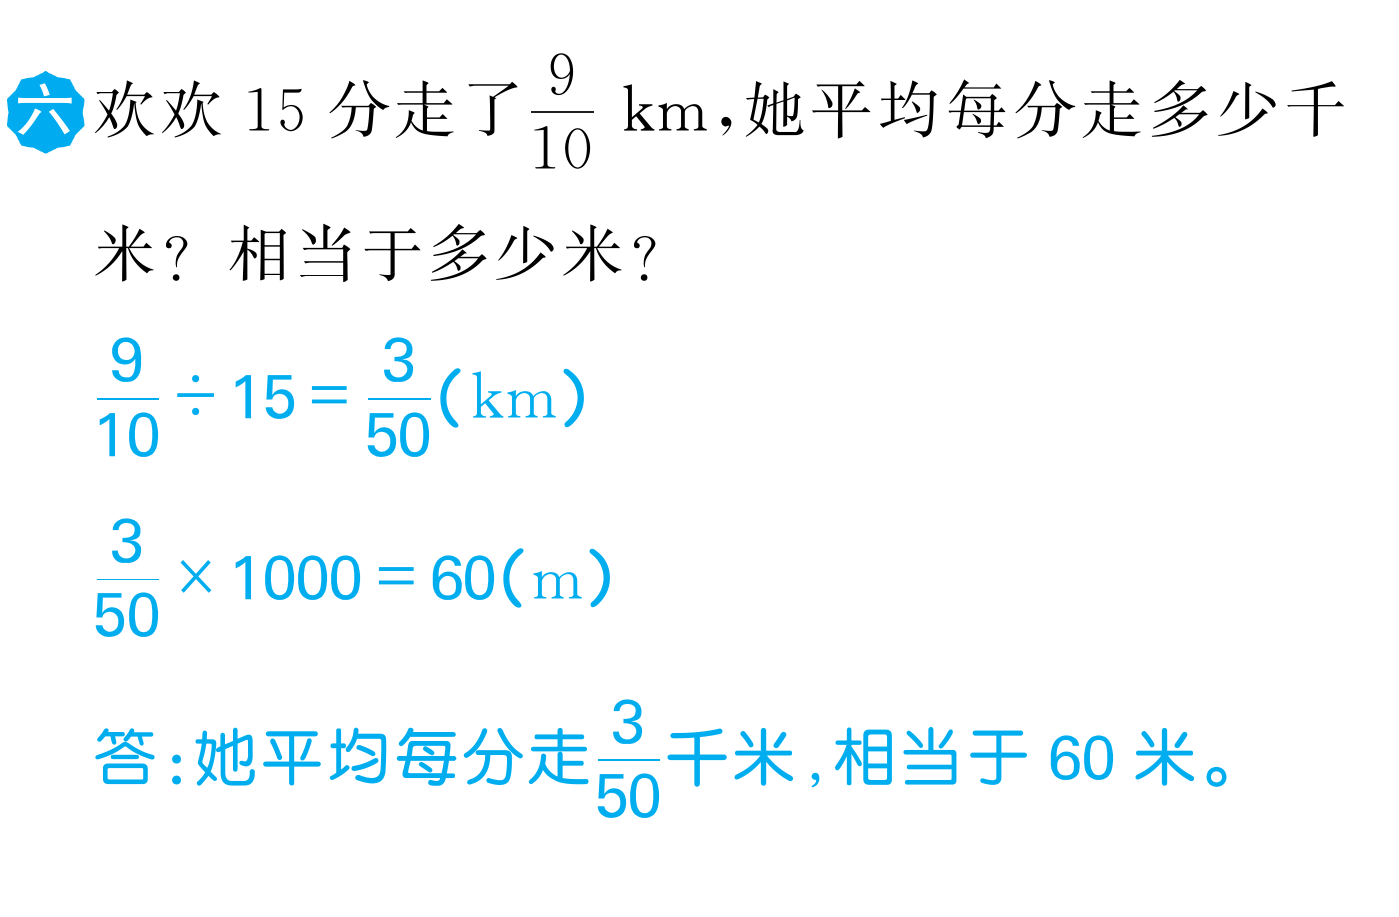 六 欢欢 15 分走了 9/10 km,她平均每分走多少千
米? 相当于多少米?
9/10 ÷ 15 = 3/50 (km)
3/50 × 1000 = 60(m)
答:她平均每分走 3/50 千米,相当于 60 米。